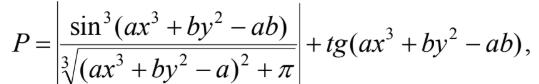 P = | sin³(ax³ + by² − ab) / ∛((ax³ + by² − a)² + π) | + tg(ax³ + by² − ab),